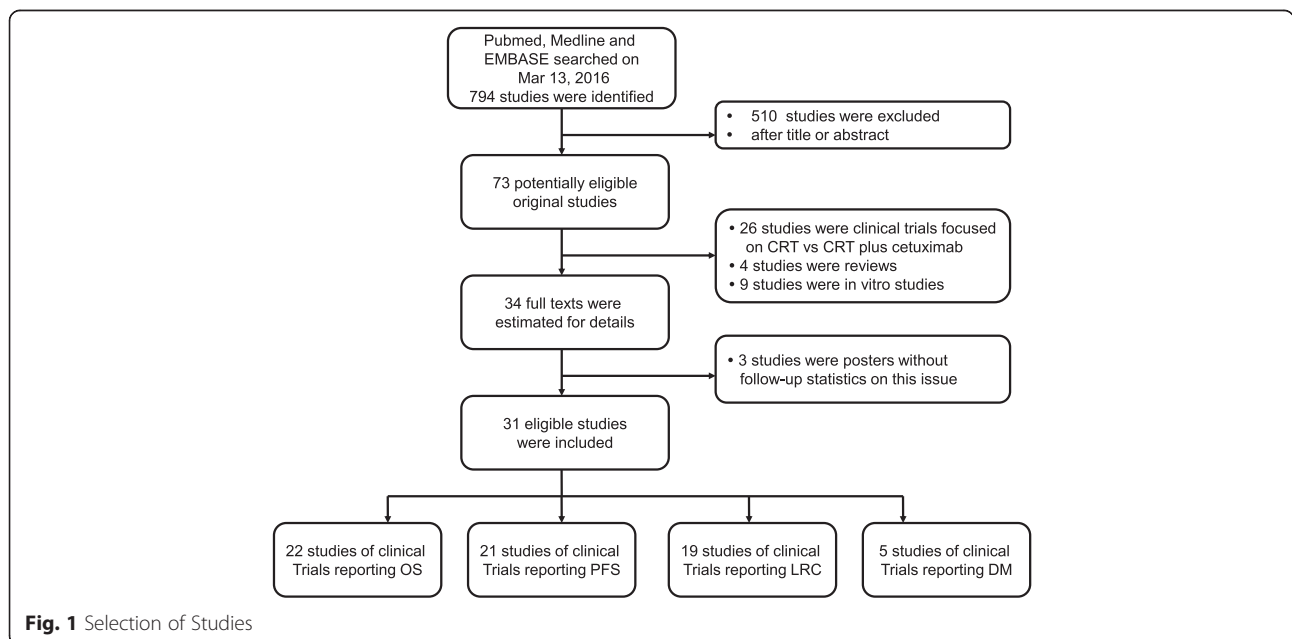 Pubmed, Medline and
EMBASE searched on
Mar 13, 2016
794 studies were identified
• 510 studies were excluded
• after title or abstract
73 potentially eligible
original studies
• 26 studies were clinical trials focused
on CRT vs CRT plus cetuximab
• 4 studies were reviews
• 9 studies were in vitro studies
34 full texts were
estimated for details
• 3 studies were posters without
follow-up statistics on this issue
31 eligible studies
were included
22 studies of clinical
Trials reporting OS
21 studies of clinical
Trials reporting PFS
19 studies of clinical
Trials reporting LRC
5 studies of clinical
Trials reporting DM
Fig. 1 Selection of Studies